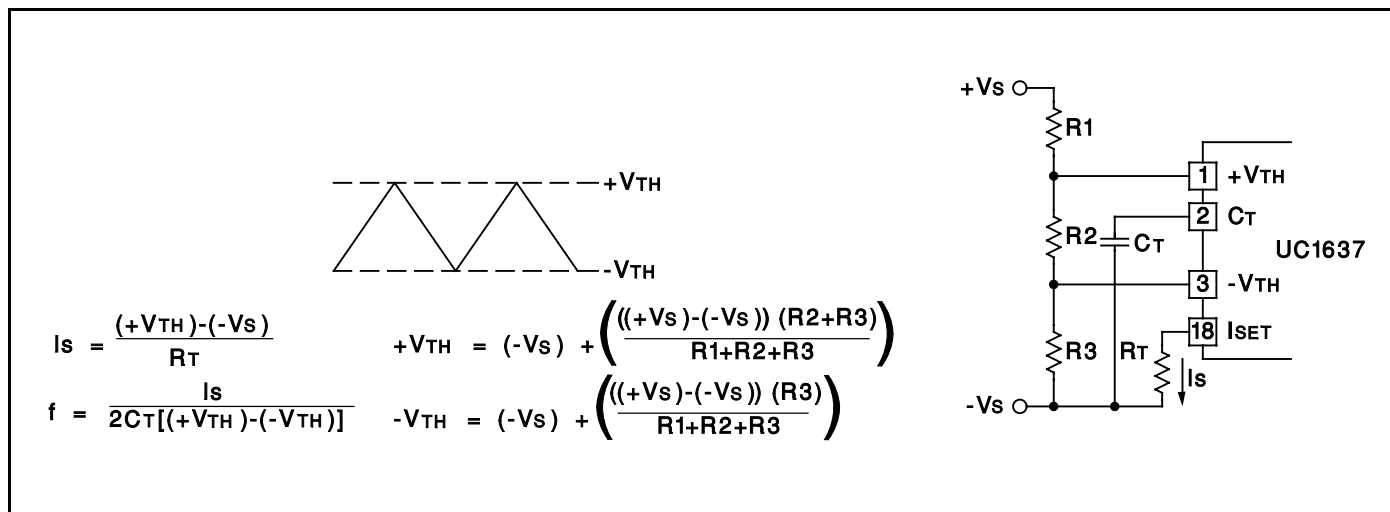 +VTH
-VTH
Is = (+VTH)-(-Vs) / RT
+VTH = (-Vs) + (((+Vs)-(-Vs)) (R2+R3) / R1+R2+R3)
f = Is / 2CT[(+VTH)-(-VTH)]
-VTH = (-Vs) + (((+Vs)-(-Vs)) (R3) / R1+R2+R3)
+Vs
R1
1 +VTH
2 CT
R2
CT
UC1637
3 -VTH
18 ISET
R3
RT
Is
-Vs